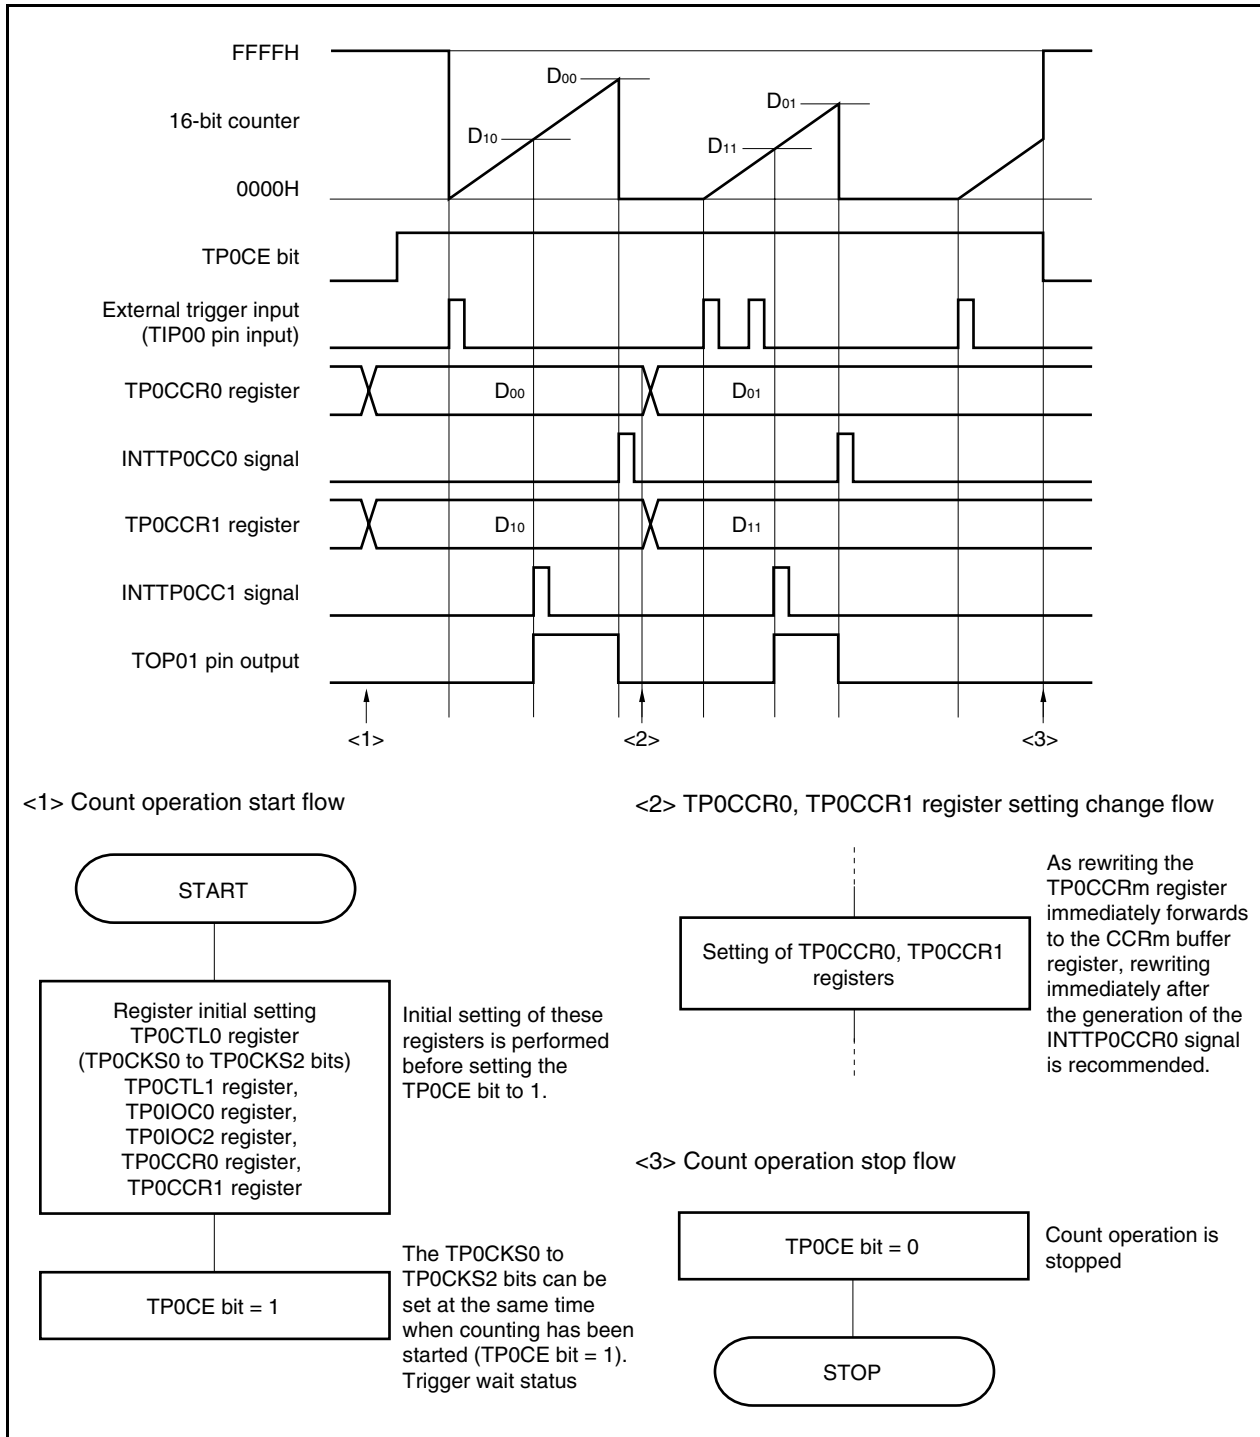 FFFFH
D00
D01
16-bit counter
D10
D11
0000H
TP0CE bit
External trigger input
(TIP00 pin input)
TP0CCR0 register
D00
D01
INTTP0CC0 signal
TP0CCR1 register
D10
D11
INTTP0CC1 signal
TOP01 pin output
<1>
<2>
<3>
<1> Count operation start flow
START
Register initial setting
TP0CTL0 register
(TP0CKS0 to TP0CKS2 bits)
TP0CTL1 register,
TP0IOC0 register,
TP0IOC2 register,
TP0CCR0 register,
TP0CCR1 register
Initial setting of these
registers is performed
before setting the
TP0CE bit to 1.
TP0CE bit = 1
The TP0CKS0 to
TP0CKS2 bits can be
set at the same time
when counting has been
started (TP0CE bit = 1).
Trigger wait status
<2> TP0CCR0, TP0CCR1 register setting change flow
Setting of TP0CCR0, TP0CCR1
registers
As rewriting the
TP0CCRm register
immediately forwards
to the CCRm buffer
register, rewriting
immediately after
the generation of the
INTTP0CCR0 signal
is recommended.
<3> Count operation stop flow
TP0CE bit = 0
Count operation is
stopped
STOP